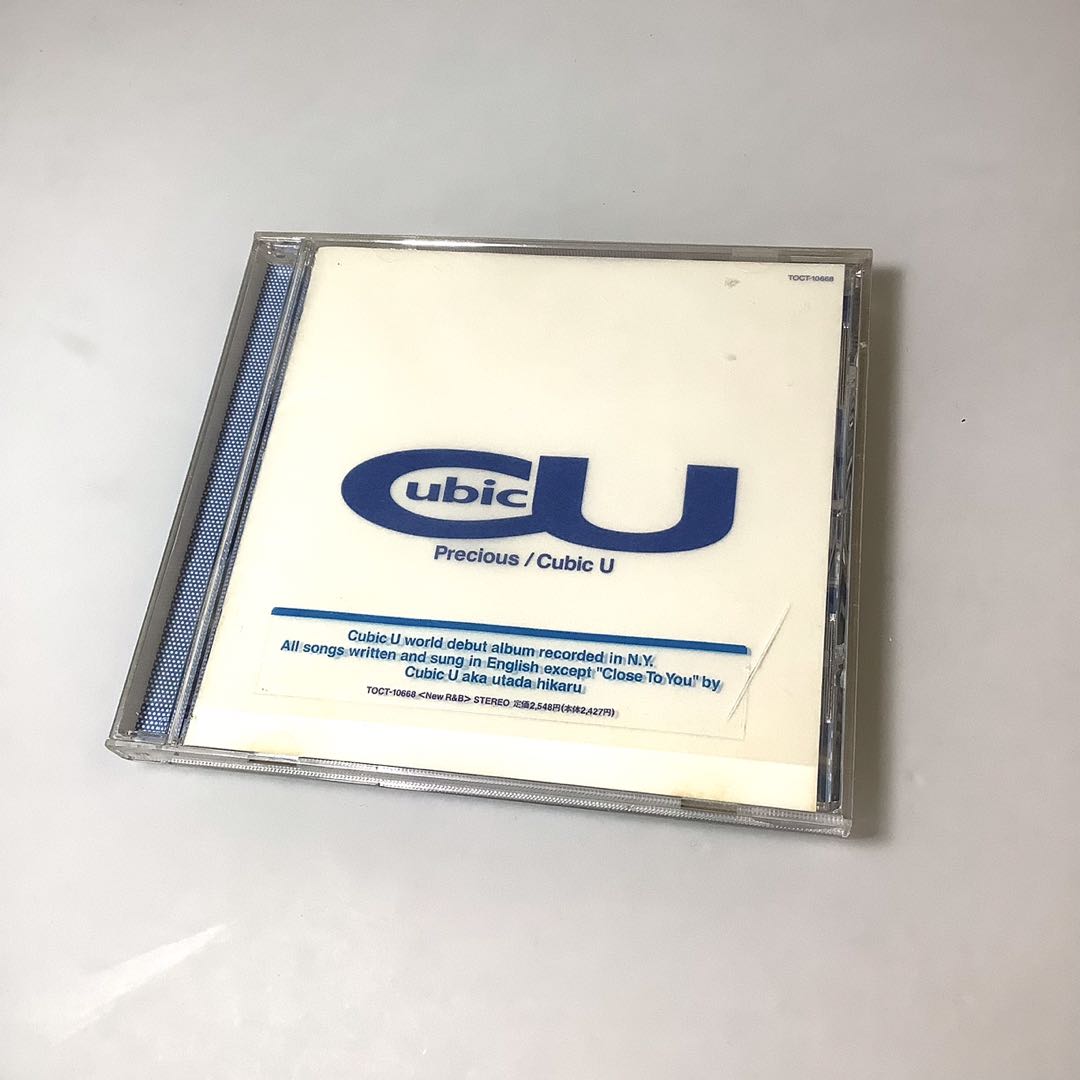 TOCT-10668
Cubic U
Precious / Cubic U
Cubic U world debut album recorded in N.Y.
All songs written and sung in English except "Close To You" by
Cubic U aka utada hikaru
TOCT-10668 <New R&B> STEREO 定価2,548円(本体2,427円)